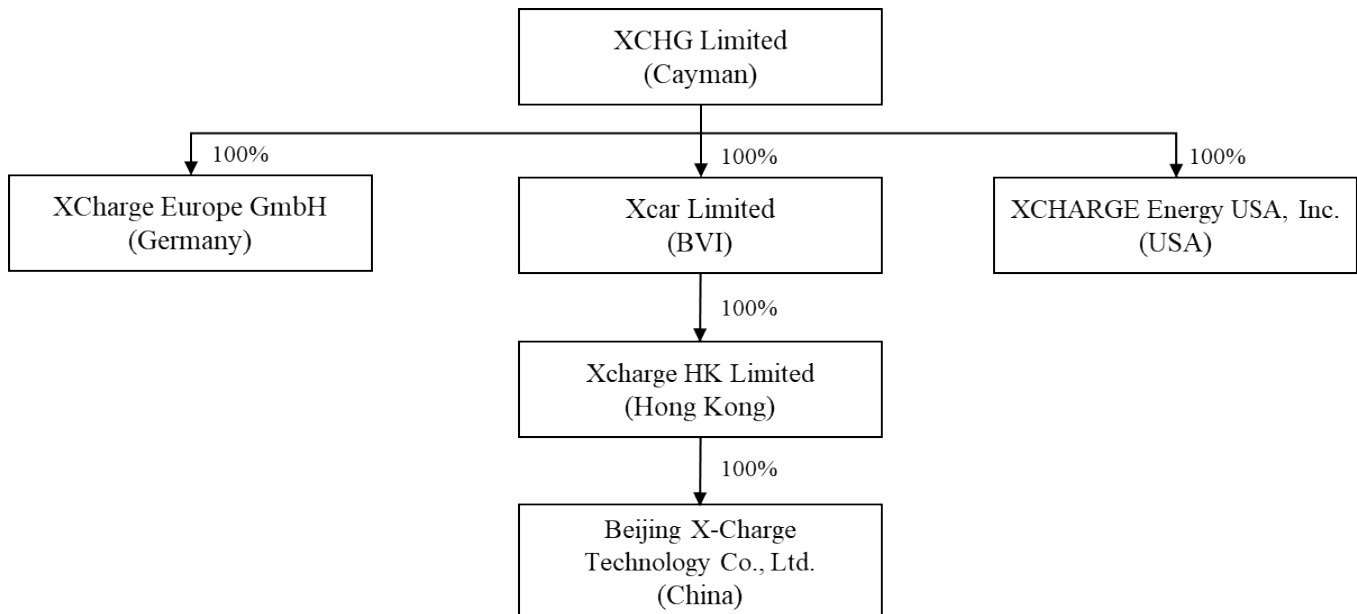 XCHG Limited
(Cayman)
100%
100%
100%
XCharge Europe GmbH
(Germany)
Xcar Limited
(BVI)
XCHARGE Energy USA, Inc.
(USA)
100%
Xcharge HK Limited
(Hong Kong)
100%
Beijing X-Charge
Technology Co., Ltd.
(China)